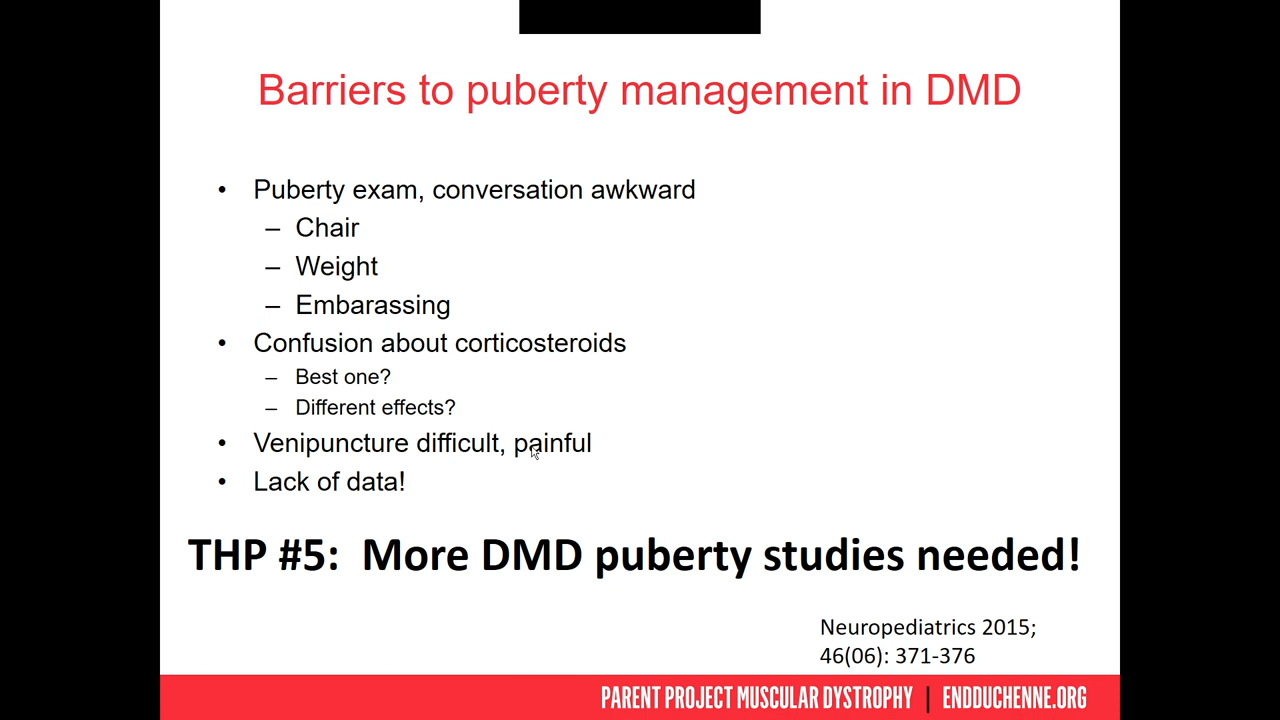 Barriers to puberty management in DMD
• Puberty exam, conversation awkward
– Chair
– Weight
– Embarassing
• Confusion about corticosteroids
– Best one?
– Different effects?
• Venipuncture difficult, painful
• Lack of data!
THP #5:  More DMD puberty studies needed!
Neuropediatrics 2015;
46(06): 371-376
PARENT PROJECT MUSCULAR DYSTROPHY | ENDDUCHENNE.ORG